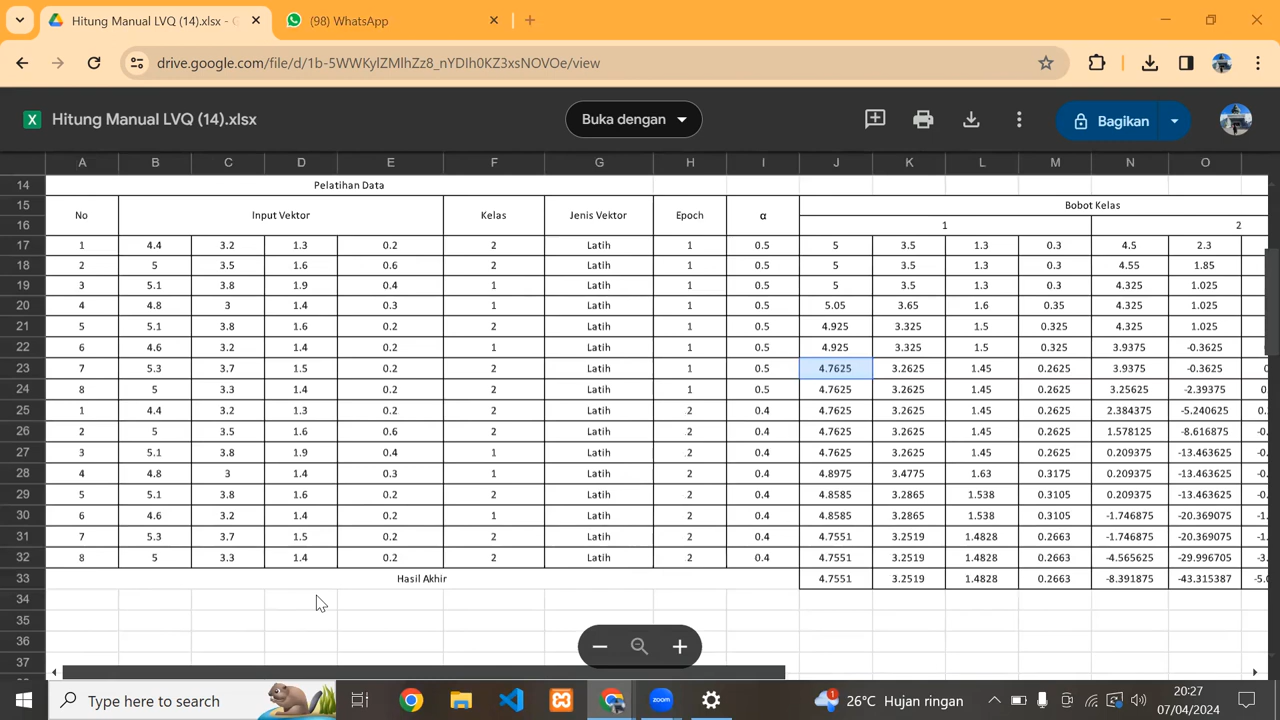 Hitung Manual LVQ (14).xlsx - G
(98) WhatsApp
drive.google.com/file/d/1b-5WWKylZMlhZz8_nYDIh0KZ3xsNOVOe/view
X Hitung Manual LVQ (14).xlsx
Buka dengan
Bagikan
A B C D E F G H I J K L M N O
14 Pelatihan Data
15 No Input Vektor Kelas Jenis Vektor Epoch α Bobot Kelas
16 1 2
17 1 4.4 3.2 1.3 0.2 2 Latih 1 0.5 5 3.5 1.3 0.3 4.5 2.3
18 2 5 3.5 1.6 0.6 2 Latih 1 0.5 5 3.5 1.3 0.3 4.55 1.85
19 3 5.1 3.8 1.9 0.4 1 Latih 1 0.5 5 3.5 1.3 0.3 4.325 1.025
20 4 4.8 3 1.4 0.3 1 Latih 1 0.5 5.05 3.65 1.6 0.35 4.325 1.025
21 5 5.1 3.8 1.6 0.2 2 Latih 1 0.5 4.925 3.325 1.5 0.325 4.325 1.025
22 6 4.6 3.2 1.4 0.2 1 Latih 1 0.5 4.925 3.325 1.5 0.325 3.9375 -0.3625
23 7 5.3 3.7 1.5 0.2 2 Latih 1 0.5 4.7625 3.2625 1.45 0.2625 3.9375 -0.3625
24 8 5 3.3 1.4 0.2 2 Latih 1 0.5 4.7625 3.2625 1.45 0.2625 3.25625 -2.39375
25 1 4.4 3.2 1.3 0.2 2 Latih 2 0.4 4.7625 3.2625 1.45 0.2625 2.384375 -5.240625
26 2 5 3.5 1.6 0.6 2 Latih 2 0.4 4.7625 3.2625 1.45 0.2625 1.578125 -8.616875
27 3 5.1 3.8 1.9 0.4 1 Latih 2 0.4 4.7625 3.2625 1.45 0.2625 0.209375 -13.463625
28 4 4.8 3 1.4 0.3 1 Latih 2 0.4 4.8975 3.4775 1.63 0.3175 0.209375 -13.463625
29 5 5.1 3.8 1.6 0.2 2 Latih 2 0.4 4.8585 3.2865 1.538 0.3105 0.209375 -13.463625
30 6 4.6 3.2 1.4 0.2 1 Latih 2 0.4 4.8585 3.2865 1.538 0.3105 -1.746875 -20.369075
31 7 5.3 3.7 1.5 0.2 2 Latih 2 0.4 4.7551 3.2519 1.4828 0.2663 -1.746875 -20.369075
32 8 5 3.3 1.4 0.2 2 Latih 2 0.4 4.7551 3.2519 1.4828 0.2663 -4.565625 -29.996705
33 Hasil Akhir 4.7551 3.2519 1.4828 0.2663 -8.391875 -43.315387
34
35
36
37
Type here to search
zoom
1
26°C Hujan ringan
20:27
07/04/2024